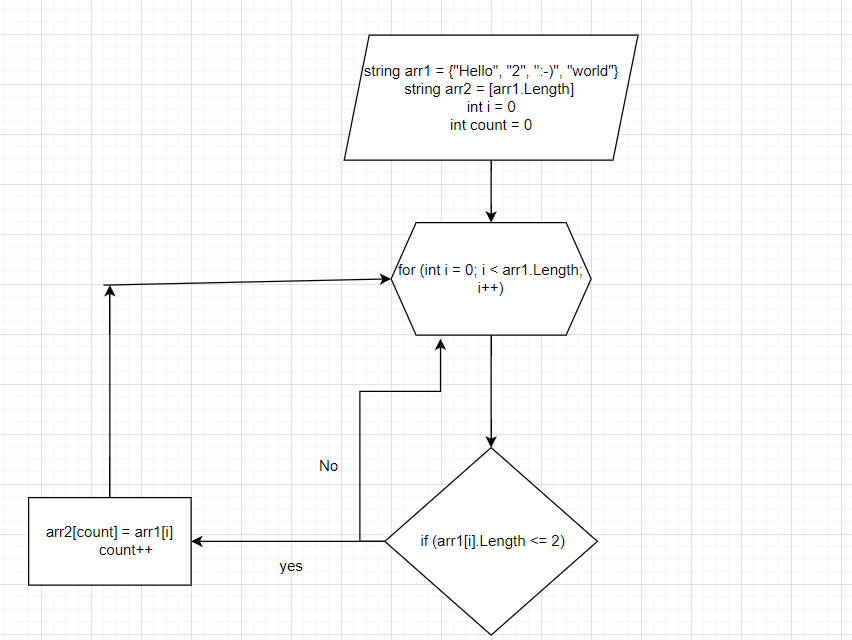 string arr1 = {"Hello", "2", ":-)", "world"}
string arr2 = [arr1.Length]
int i = 0
int count = 0
for (int i = 0; i < arr1.Length;
i++)
No
if (arr1[i].Length <= 2)
yes
arr2[count] = arr1[i]
count++